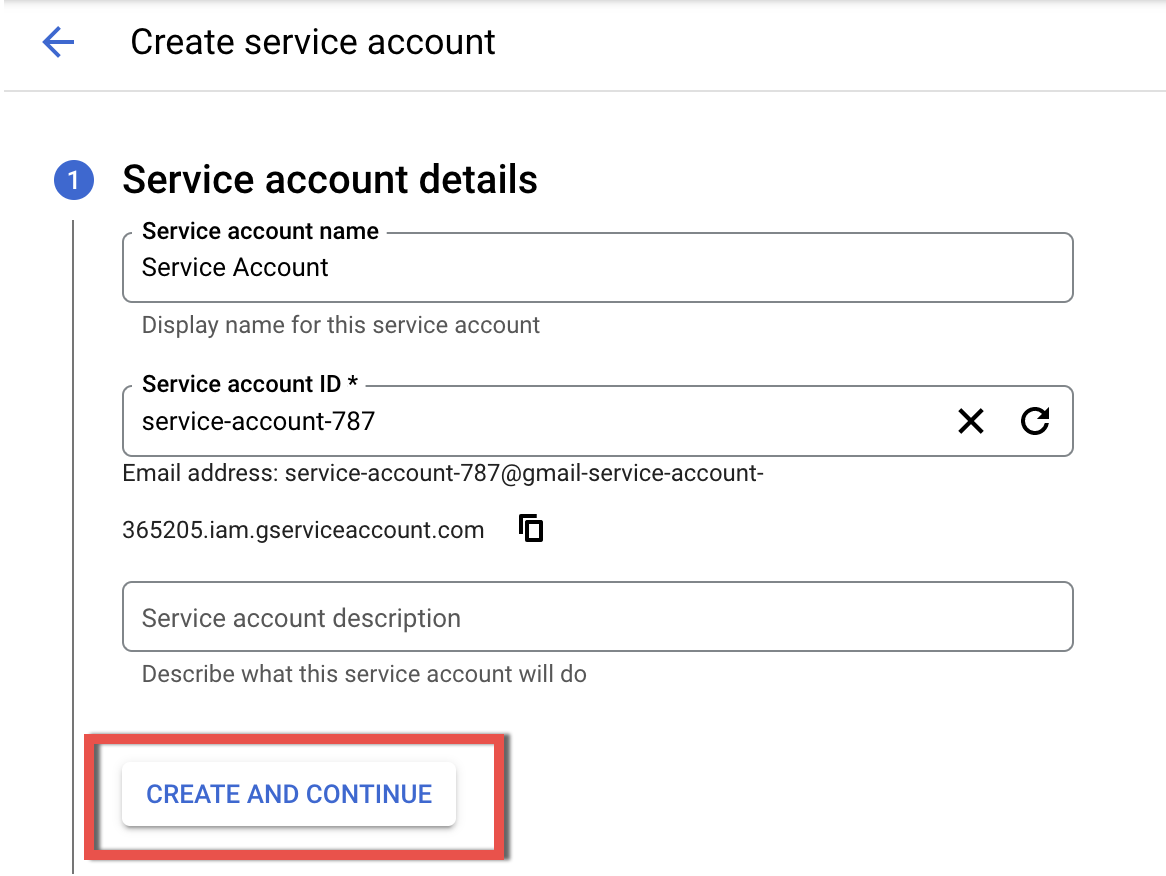 Create service account
1
Service account details
Service account name
Service Account
Display name for this service account
Service account ID *
service-account-787
Email address: service-account-787@gmail-service-account-
365205.iam.gserviceaccount.com
Service account description
Describe what this service account will do
CREATE AND CONTINUE